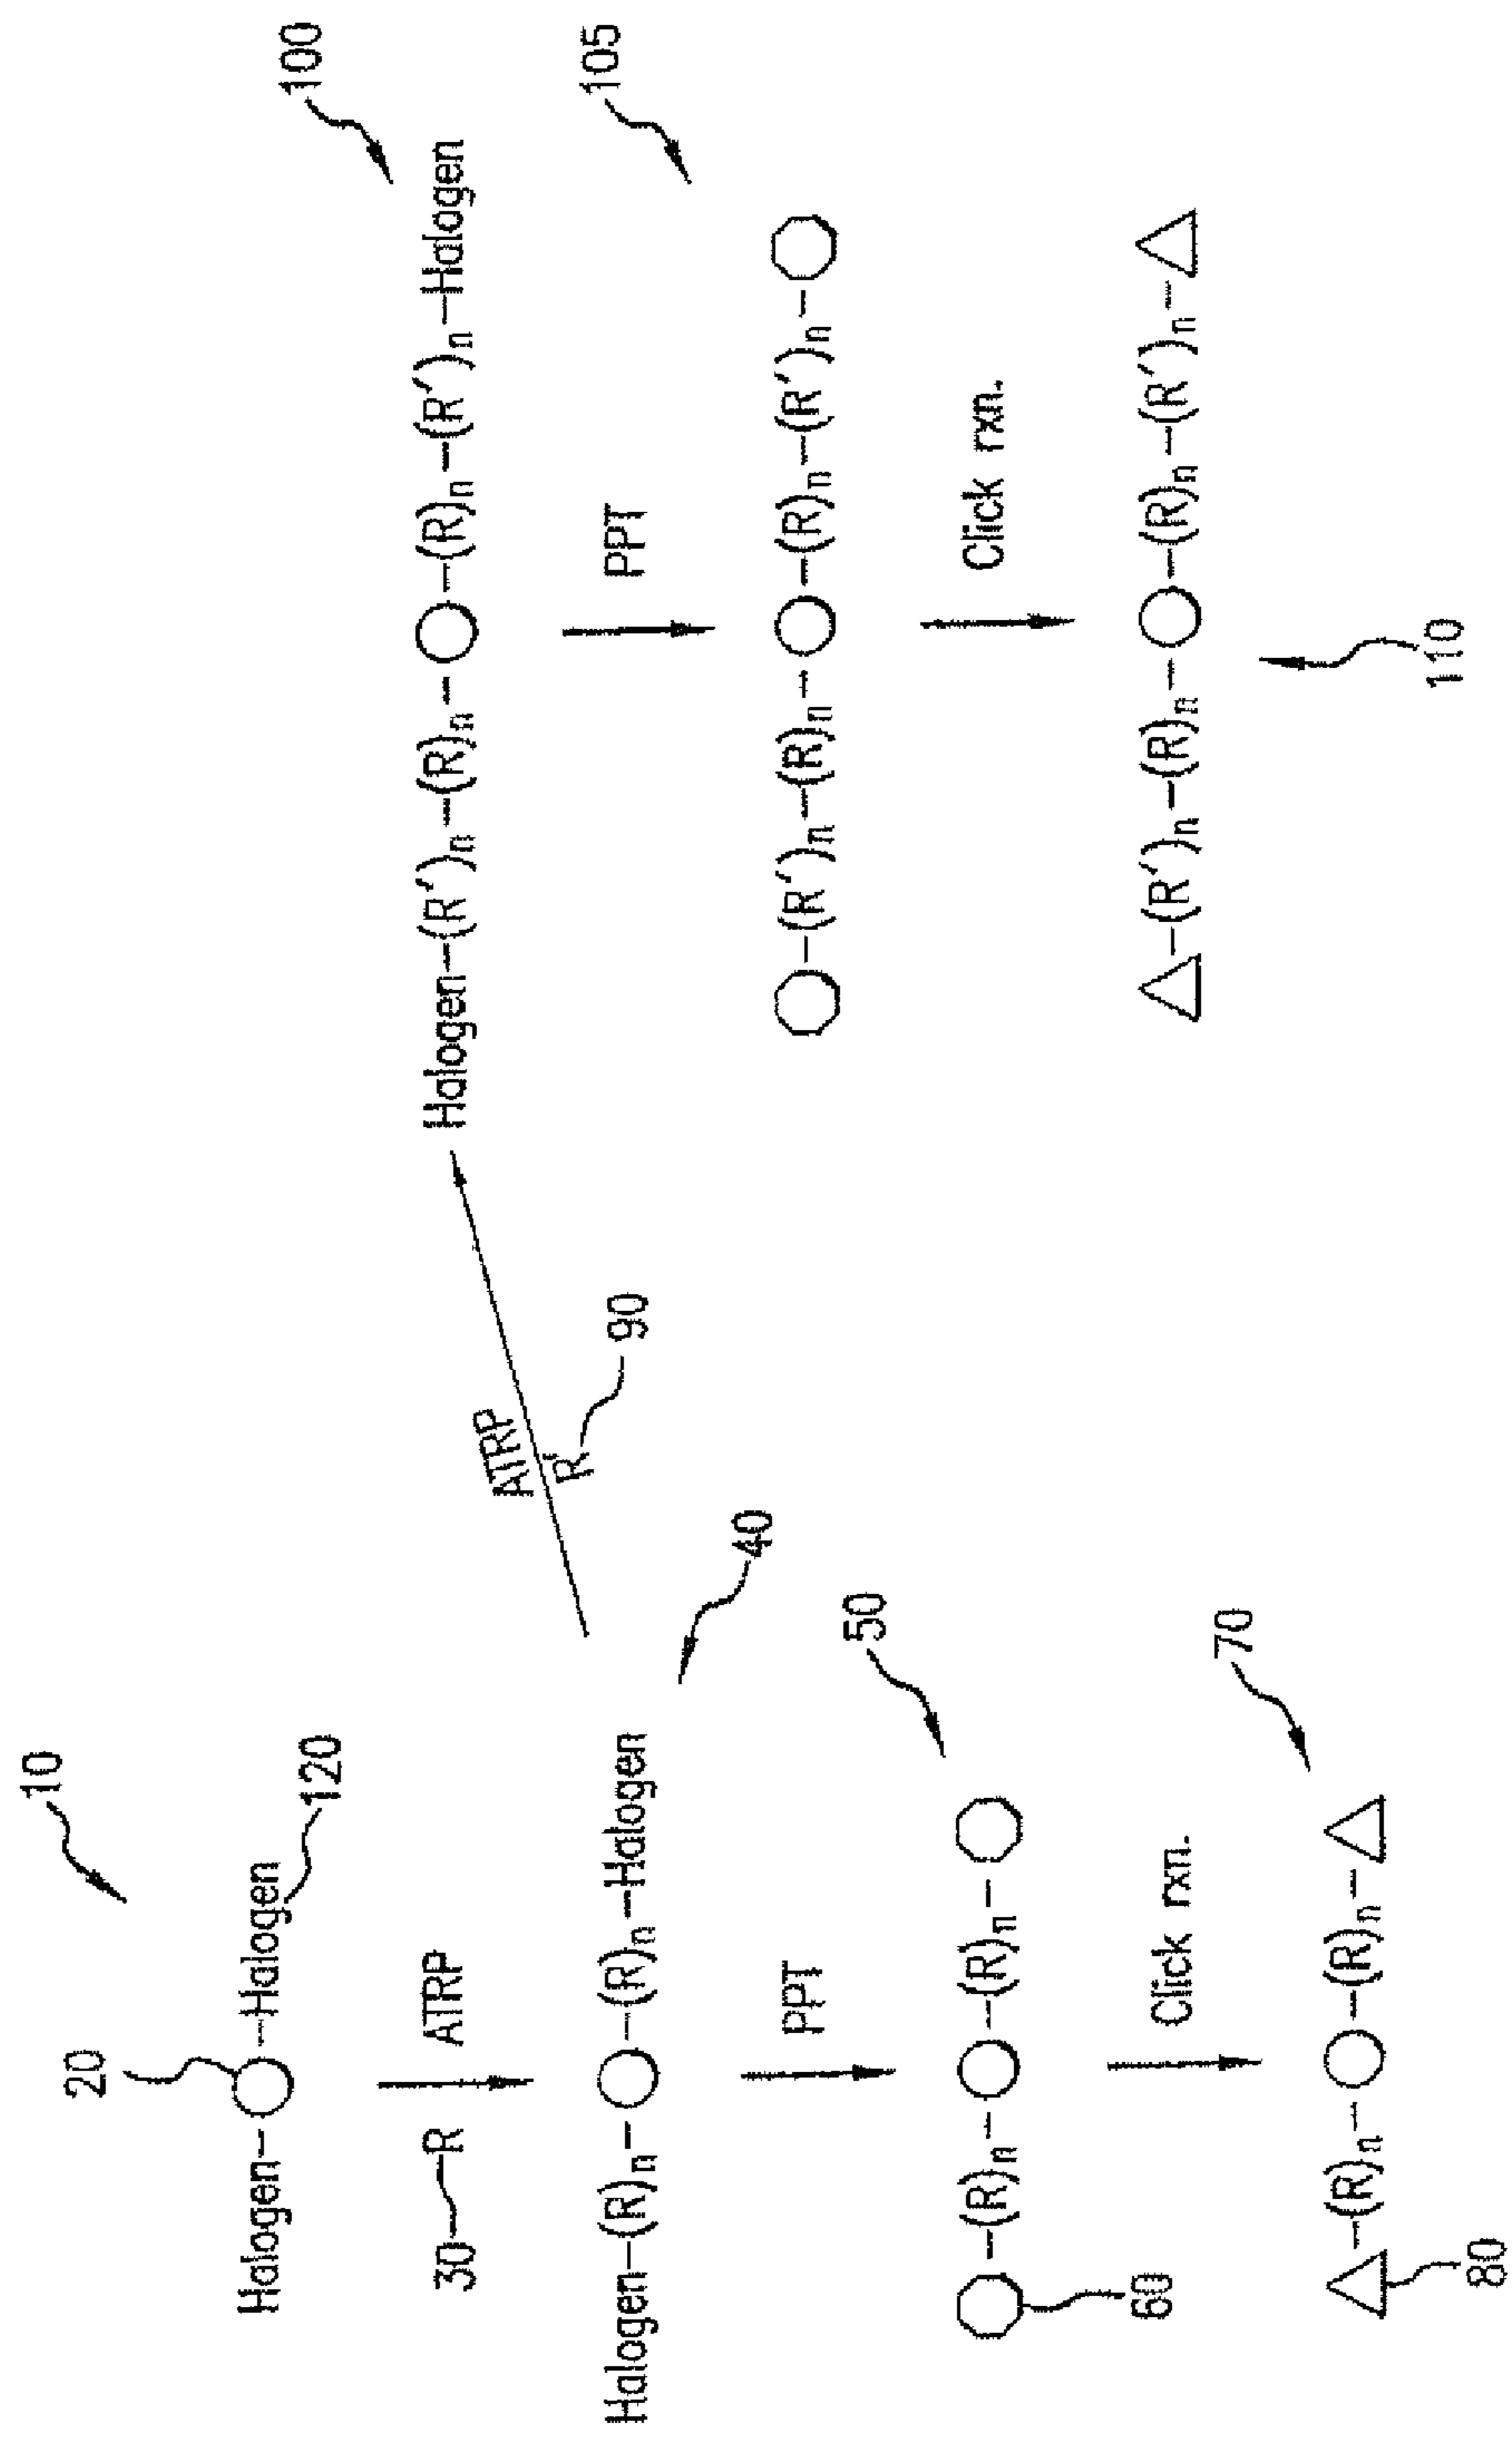 10
20
Halogen–○–Halogen
120
30–R ATRP
40
Halogen–(R)n–○–(R)n–Halogen
PPT
50
–(R)n–○–(R)n–
60
Click rxn.
70
△–(R)n–○–(R)n–△
80
ATRP
R'
90
100
Halogen–(R')n–(R)n–○–(R)n–(R')n–Halogen
PPT
105
–(R')n–(R)n–○–(R)n–(R')n–
Click rxn.
△–(R')n–(R)n–○–(R)n–(R')n–△
110